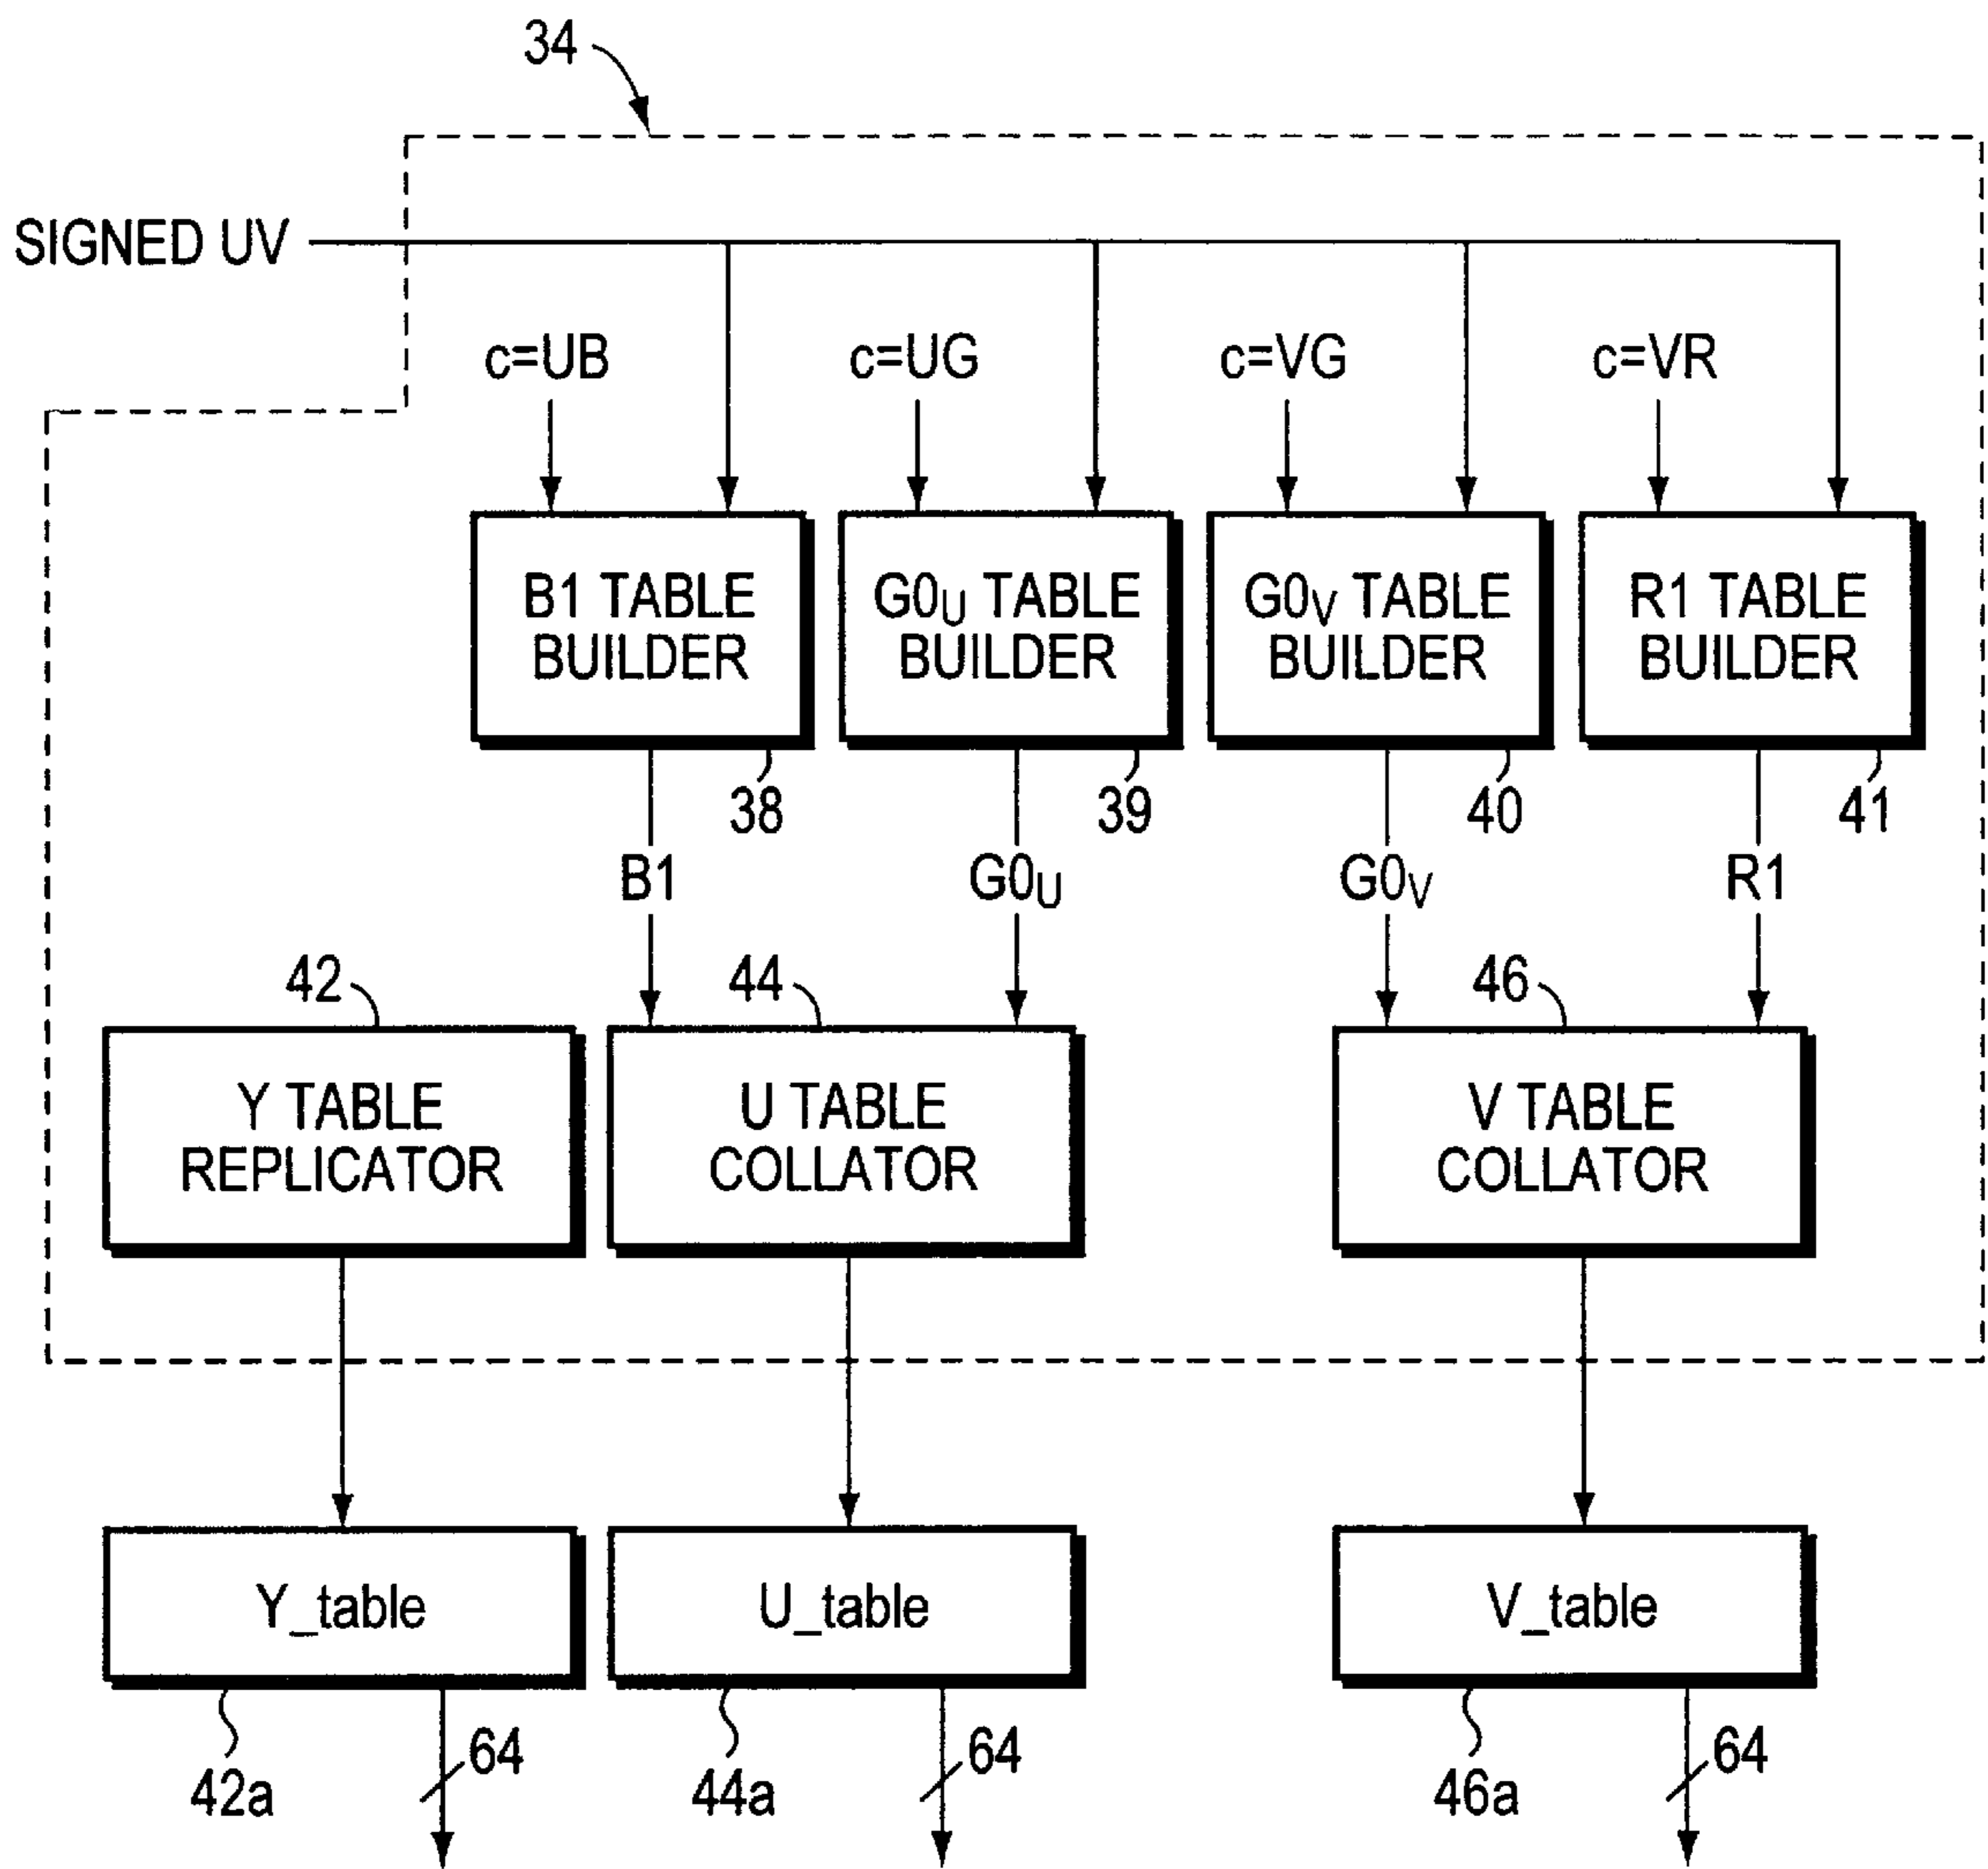 34
SIGNED UV
c=UB
c=UG
c=VG
c=VR
B1 TABLE
BUILDER
G0U TABLE
BUILDER
G0V TABLE
BUILDER
R1 TABLE
BUILDER
38
39
40
41
B1
G0U
G0V
R1
42
44
46
Y TABLE
REPLICATOR
U TABLE
COLLATOR
V TABLE
COLLATOR
Y_table
U_table
V_table
42a
64
44a
64
46a
64